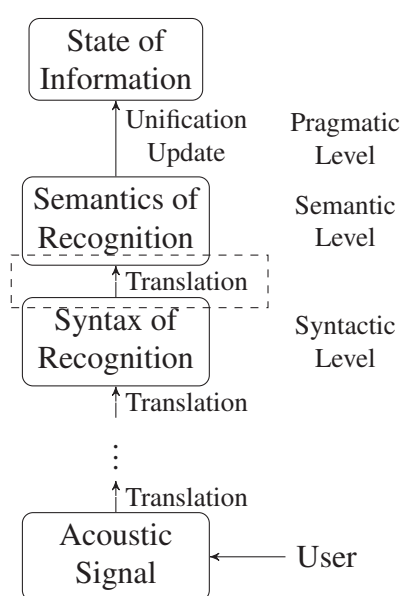 State of
Information
Unification
Update
Pragmatic
Level
Semantics of
Recognition
Semantic
Level
Translation
Syntax of
Recognition
Syntactic
Level
Translation
⋮
Translation
Acoustic
Signal
User